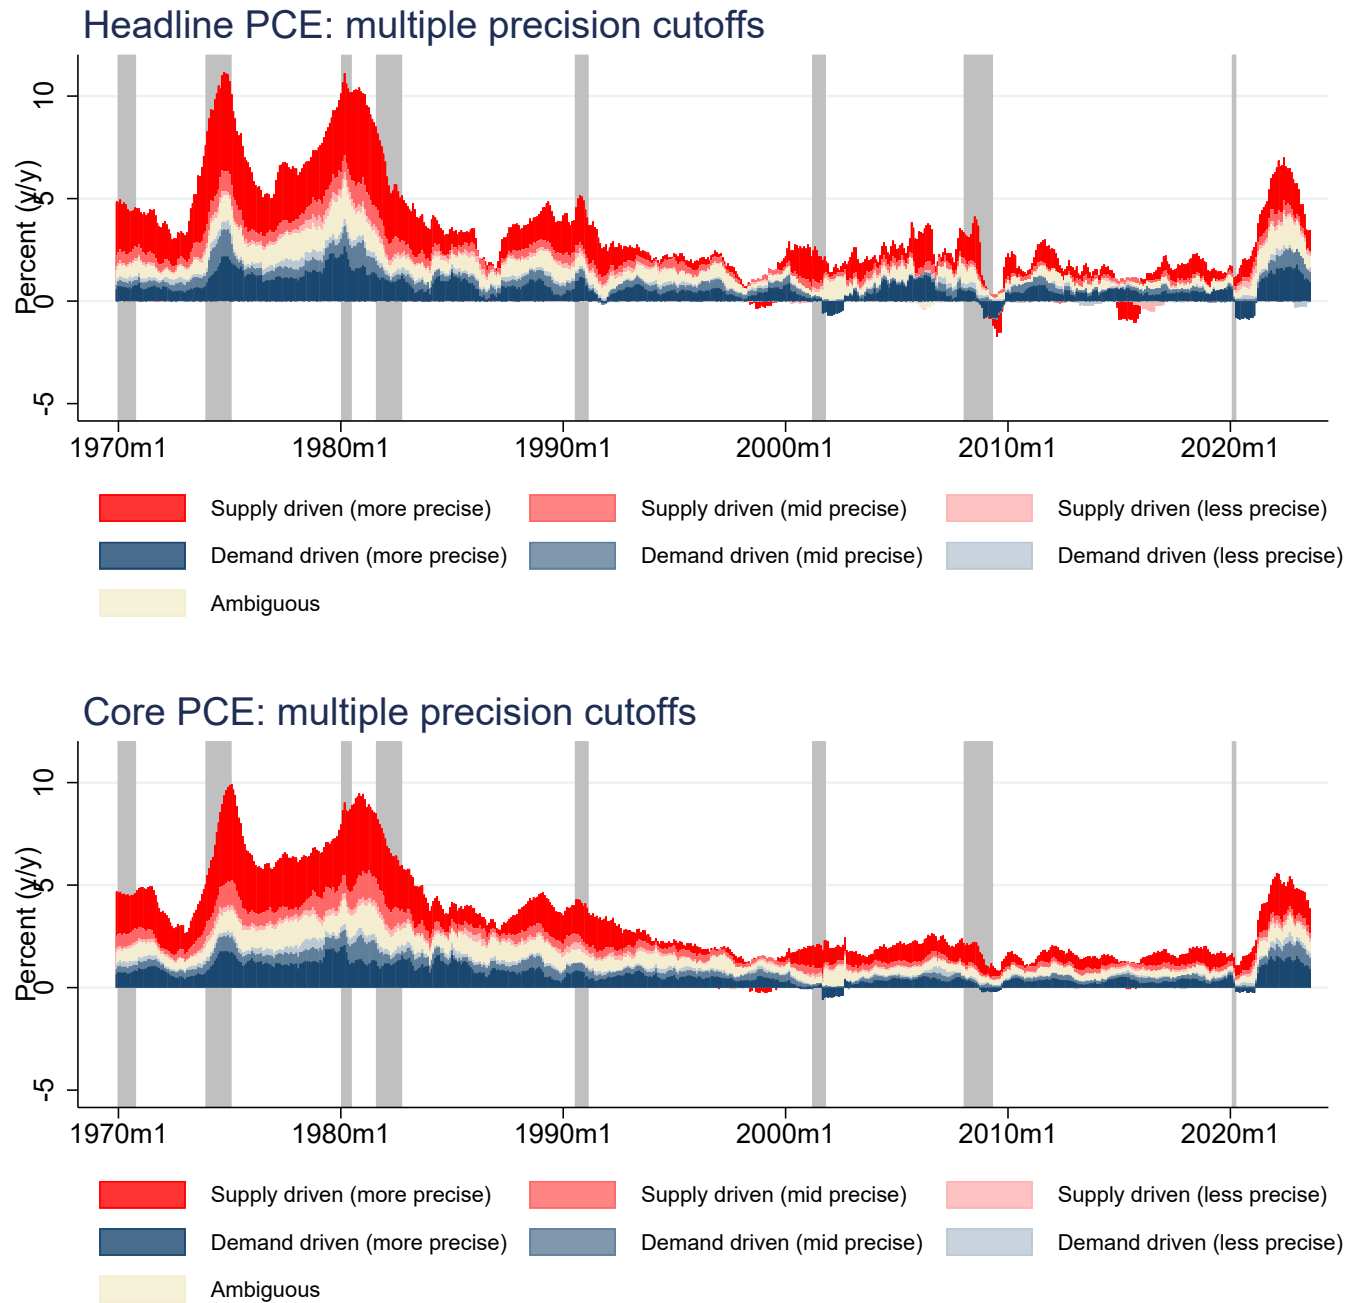 Headline PCE: multiple precision cutoffs
Percent (y/y)
10
5
0
-5
1970m1 1980m1 1990m1 2000m1 2010m1 2020m1
Supply driven (more precise) Supply driven (mid precise) Supply driven (less precise)
Demand driven (more precise) Demand driven (mid precise) Demand driven (less precise)
Ambiguous
Core PCE: multiple precision cutoffs
Percent (y/y)
10
5
0
-5
1970m1 1980m1 1990m1 2000m1 2010m1 2020m1
Supply driven (more precise) Supply driven (mid precise) Supply driven (less precise)
Demand driven (more precise) Demand driven (mid precise) Demand driven (less precise)
Ambiguous